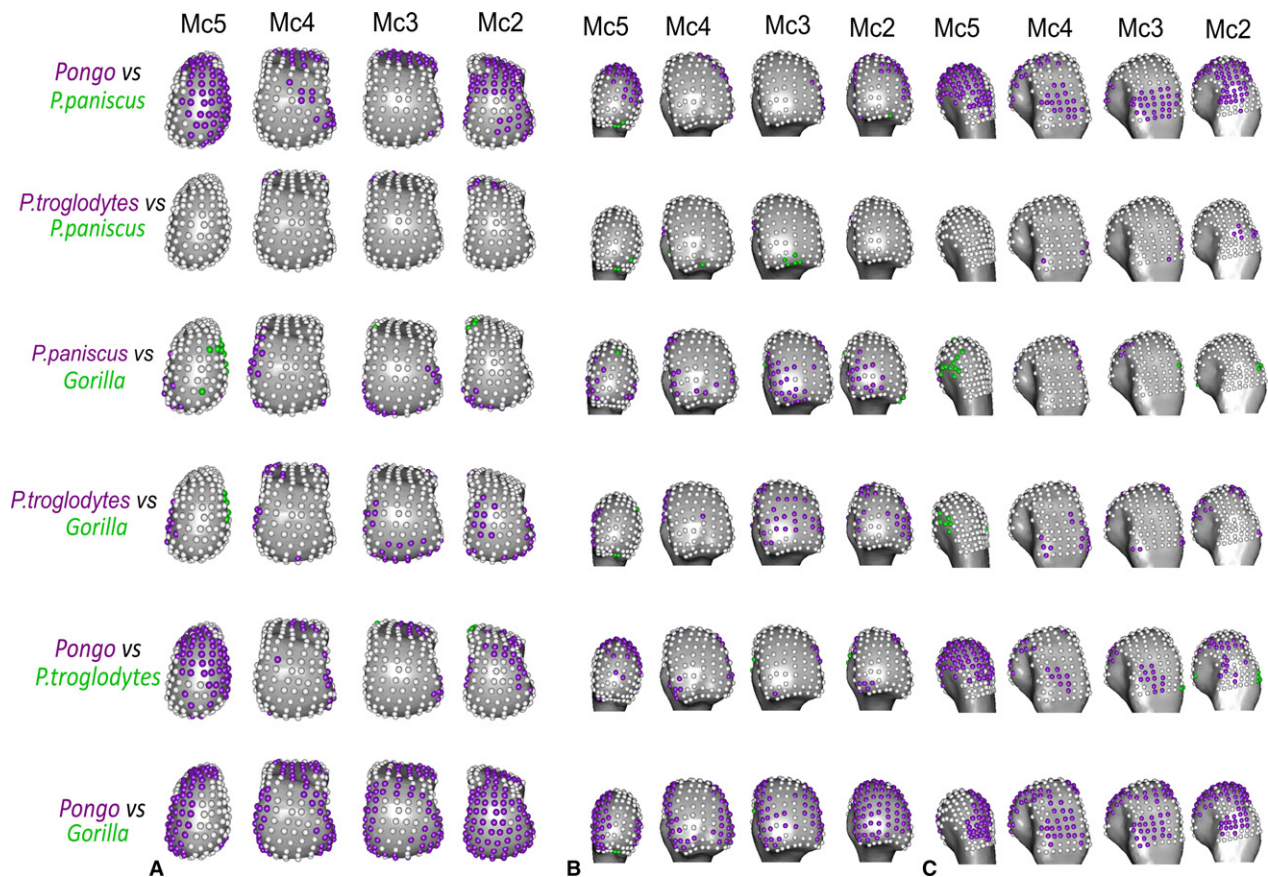 Mc5 Mc4 Mc3 Mc2 Mc5 Mc4 Mc3 Mc2 Mc5 Mc4 Mc3 Mc2
Pongo vs
P.paniscus
P.troglodytes vs
P.paniscus
P.paniscus vs
Gorilla
P.troglodytes vs
Gorilla
Pongo vs
P.troglodytes
Pongo vs
Gorilla
A B C